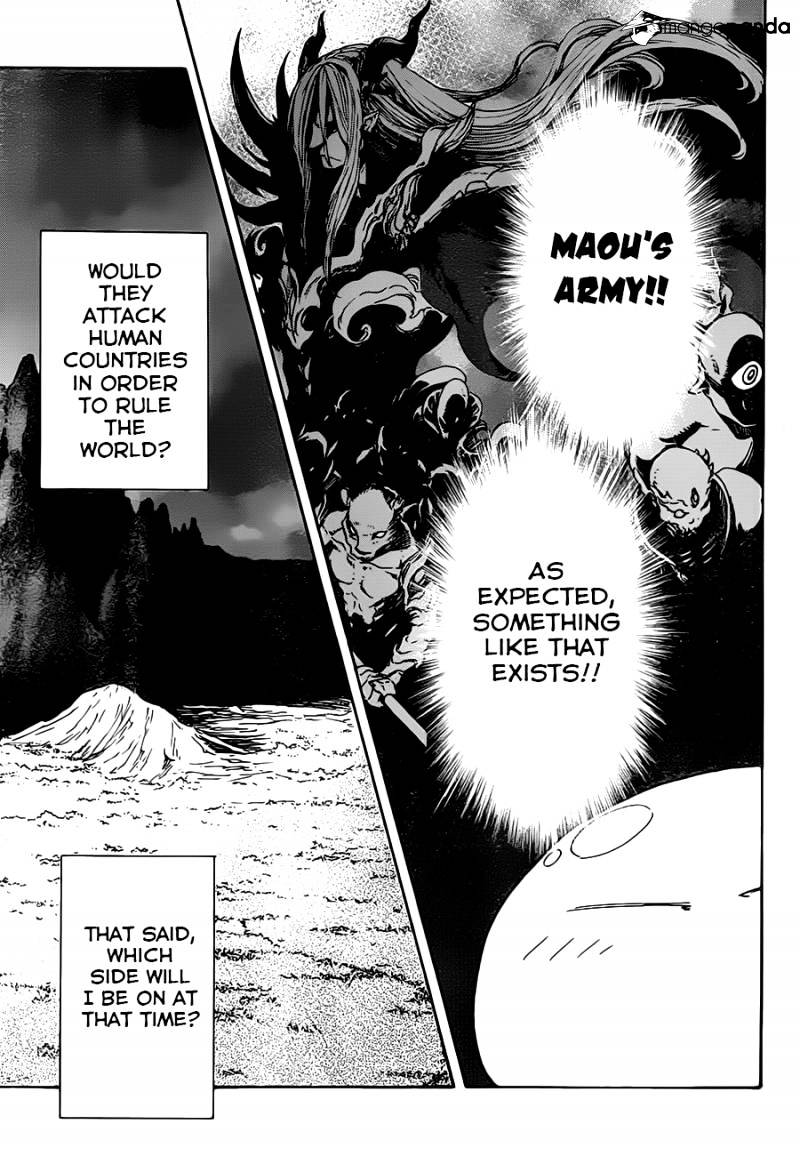 mangapanda
MAOU'S
ARMY!!
AS
EXPECTED,
SOMETHING
LIKE THAT
EXISTS!!
WOULD
THEY
ATTACK
HUMAN
COUNTRIES
IN ORDER
TO RULE
THE
WORLD?
THAT SAID,
WHICH
SIDE WILL
I BE ON AT
THAT TIME?